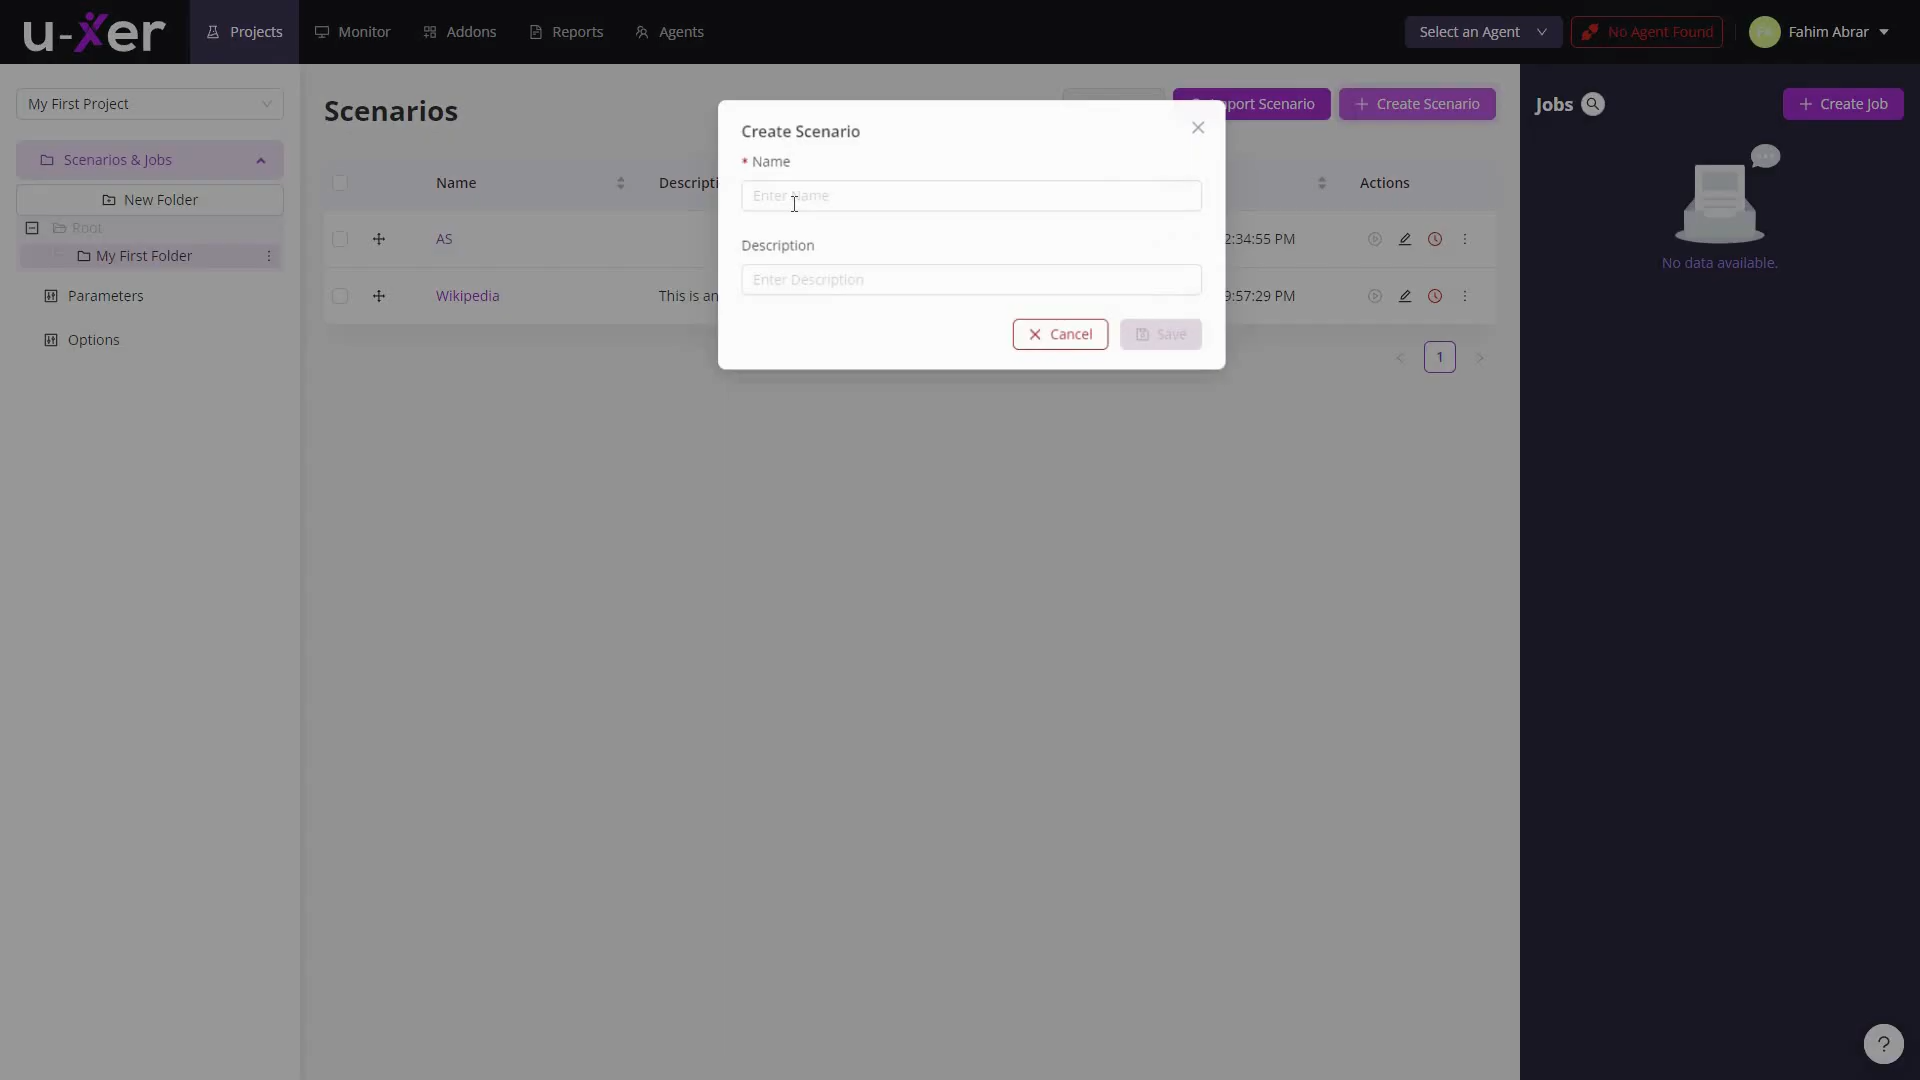 u-xer
Projects
Monitor
Addons
Reports
Agents
Select an Agent
No Agent Found
Fahim Abrar
My First Project
Scenarios & Jobs
New Folder
Root
My First Folder
Parameters
Options
Scenarios
Scenario
Create Scenario
Name
Actions
AS
2:34:55 PM
Wikipedia
This is an
9:57:29 PM
1
Create Scenario
* Name
Enter Name
Description
Enter Description
Cancel
Save
Jobs
Create Job
No data available.
?